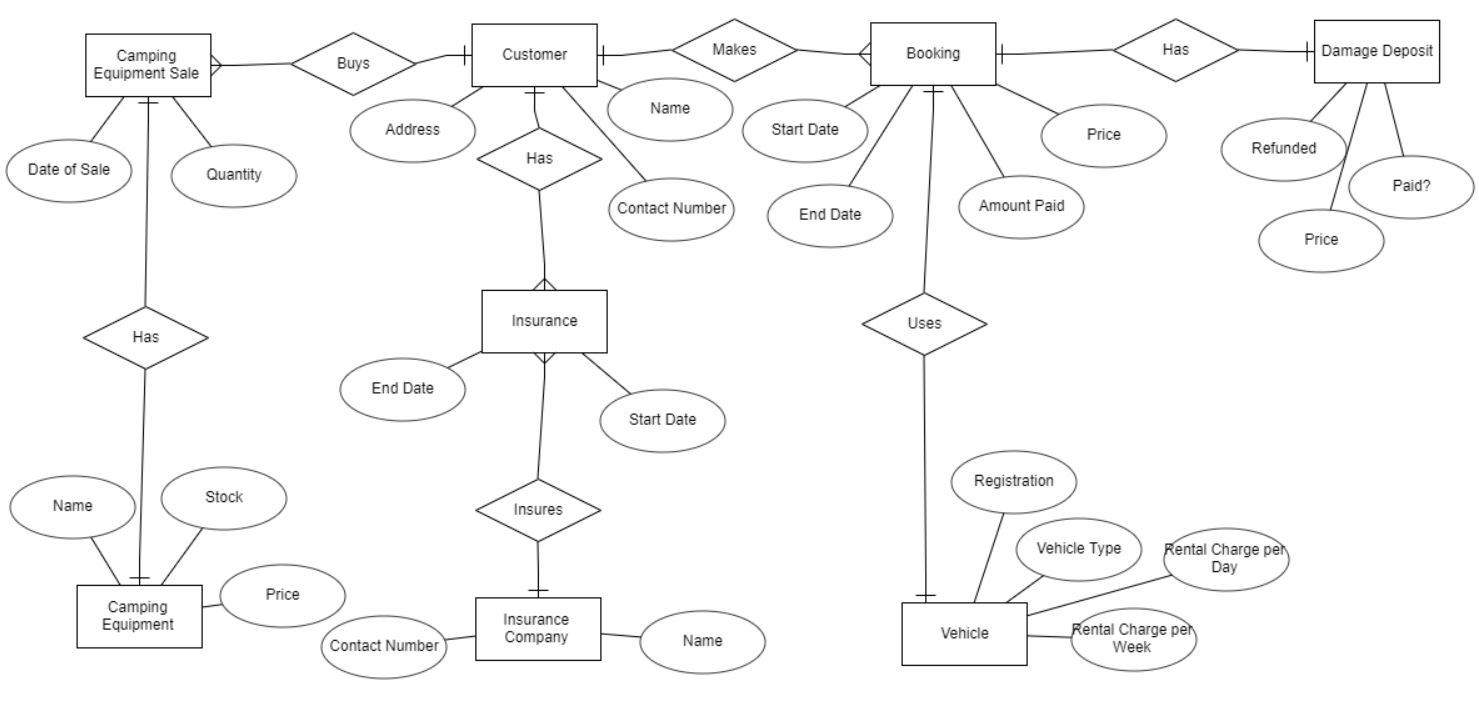 Camping
Equipment Sale
Buys
Customer
Makes
Booking
Has
Damage Deposit
Address
Name
Start Date
Price
Refunded
Has
Date of Sale
Quantity
Contact Number
End Date
Amount Paid
Paid?
Price
Insurance
Uses
Has
End Date
Start Date
Name
Stock
Insures
Registration
Vehicle Type
Rental Charge per
Day
Camping
Equipment
Price
Insurance
Company
Contact Number
Name
Vehicle
Rental Charge per
Week